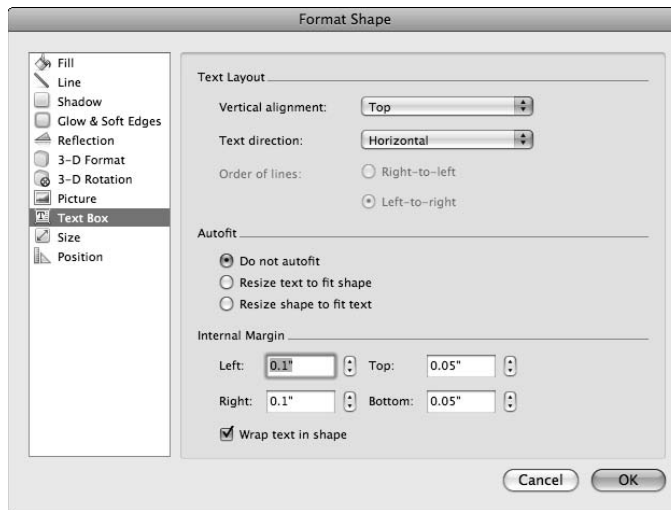 Format Shape
Fill
Line
Shadow
Glow & Soft Edges
Reflection
3-D Format
3-D Rotation
Picture
Text Box
Size
Position
Text Layout
Vertical alignment: Top
Text direction: Horizontal
Order of lines: Right-to-left
Left-to-right
Autofit
Do not autofit
Resize text to fit shape
Resize shape to fit text
Internal Margin
Left: 0.1" Top: 0.05"
Right: 0.1" Bottom: 0.05"
Wrap text in shape
Cancel OK